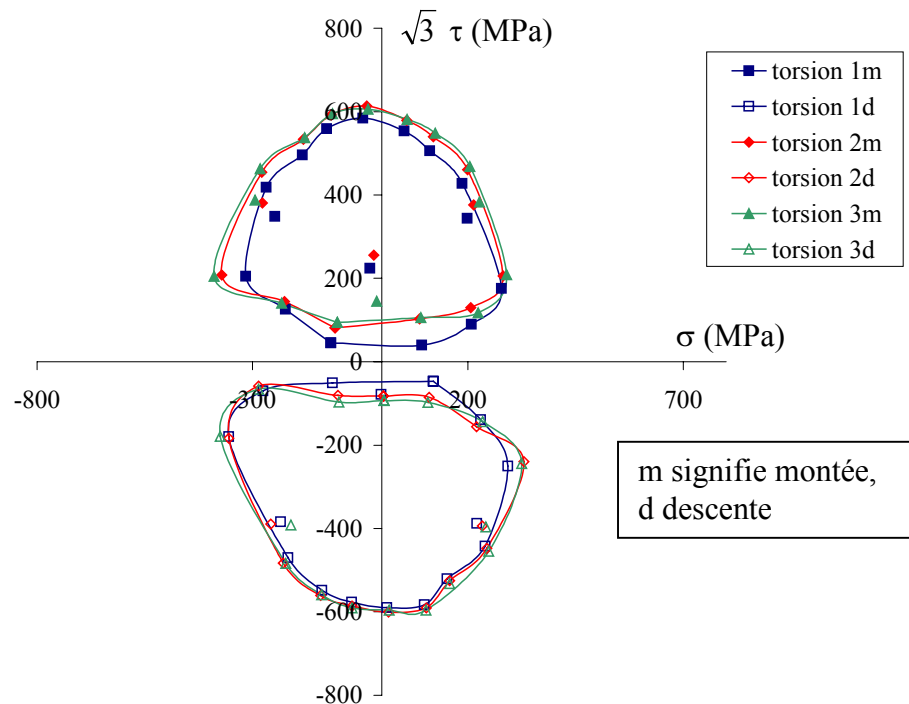 800
√3 τ (MPa)
torsion 1m
torsion 1d
torsion 2m
torsion 2d
torsion 3m
torsion 3d
600
400
200
σ (MPa)
0
-800
-300
200
700
-200
m signifie montée,
d descente
-400
-600
-800